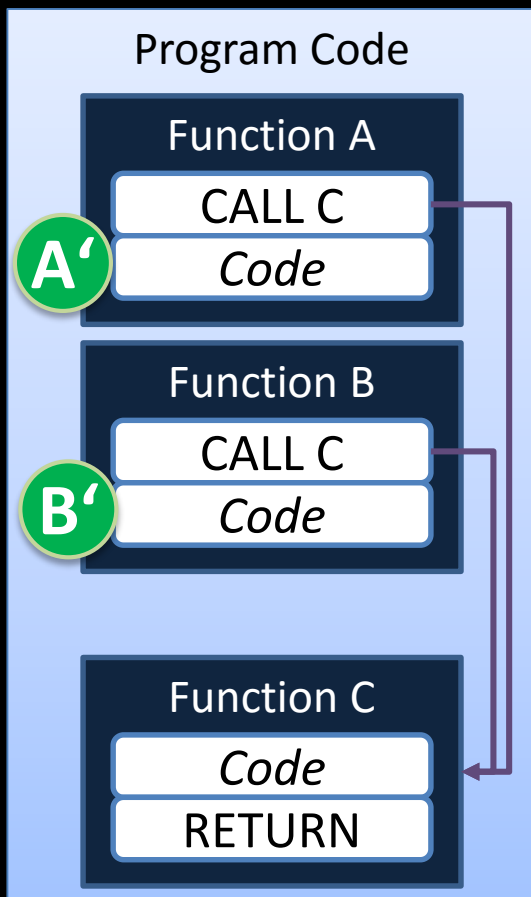 Program Code
Function A
CALL C
A‘
Code
Function B
CALL C
B‘
Code
Function C
Code
RETURN